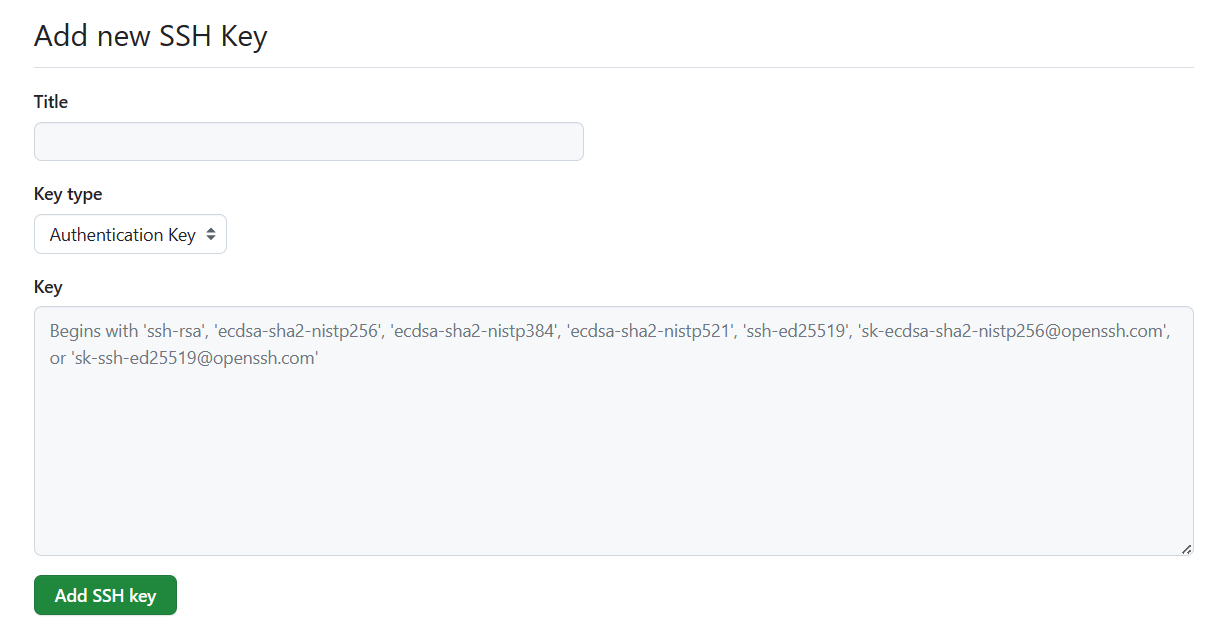 Add new SSH Key
Title
Key type
Authentication Key
Key
Begins with 'ssh-rsa', 'ecdsa-sha2-nistp256', 'ecdsa-sha2-nistp384', 'ecdsa-sha2-nistp521', 'ssh-ed25519', 'sk-ecdsa-sha2-nistp256@openssh.com',
or 'sk-ssh-ed25519@openssh.com'
Add SSH key